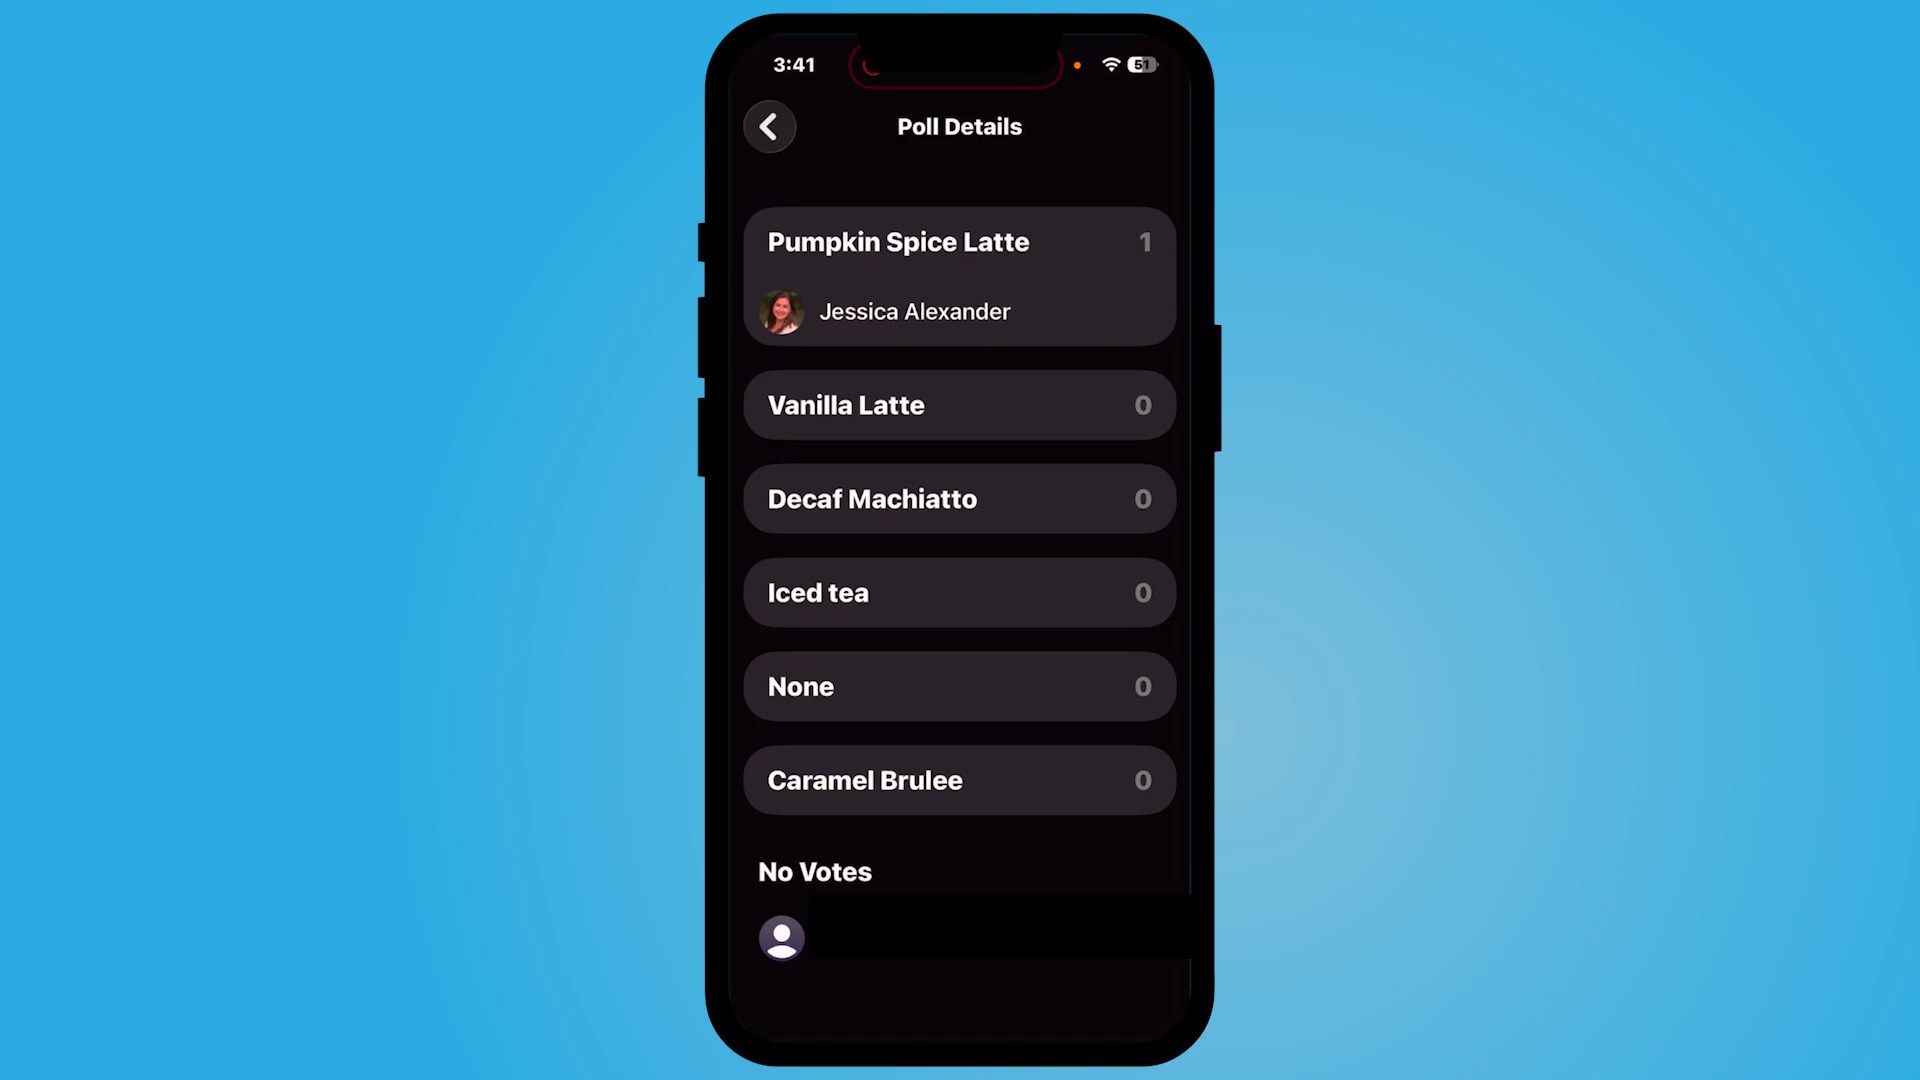 3:41
51
Poll Details
Pumpkin Spice Latte 1
Jessica Alexander
Vanilla Latte 0
Decaf Machiatto 0
Iced tea 0
None 0
Caramel Brulee 0
No Votes